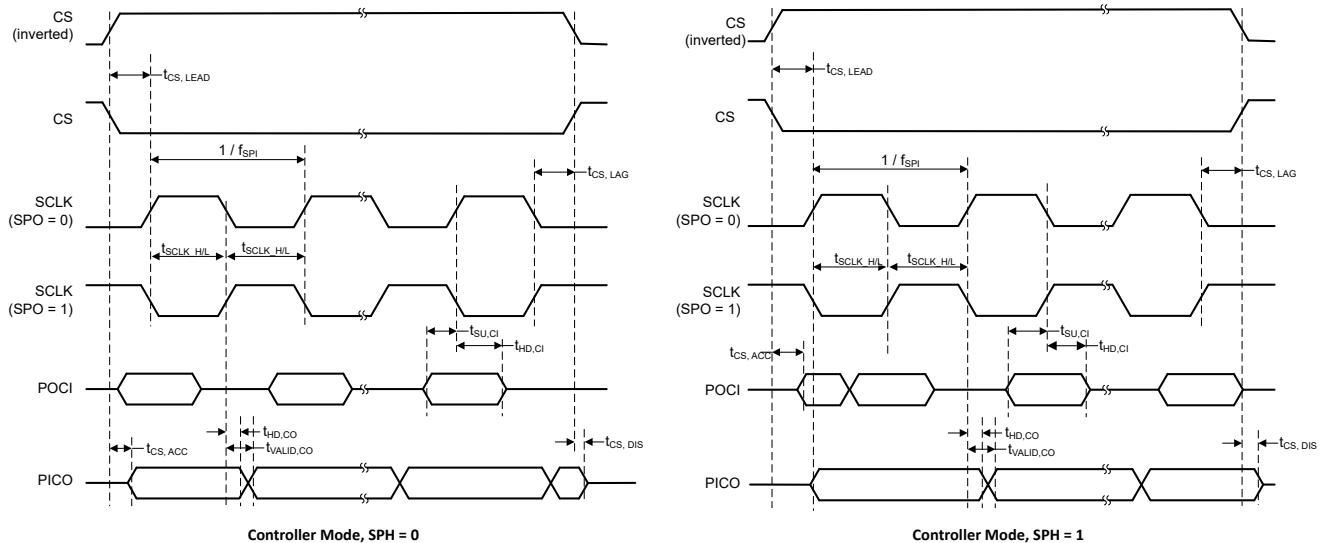 CS
(inverted)
tCS, LEAD
CS
1 / fSPI
tCS, LAG
SCLK
(SPO = 0)
tSCLK_H/L
tSCLK_H/L
SCLK
(SPO = 1)
tSU,CI
tHD,CI
POCI
tHD,CO
tVALID,CO
tCS, ACC
tCS, DIS
PICO
Controller Mode, SPH = 0
CS
(inverted)
tCS, LEAD
CS
1 / fSPI
tCS, LAG
SCLK
(SPO = 0)
tSCLK_H/L
tSCLK_H/L
SCLK
(SPO = 1)
tSU,CI
tHD,CI
tCS, ACC
POCI
tHD,CO
tVALID,CO
tCS, DIS
PICO
Controller Mode, SPH = 1